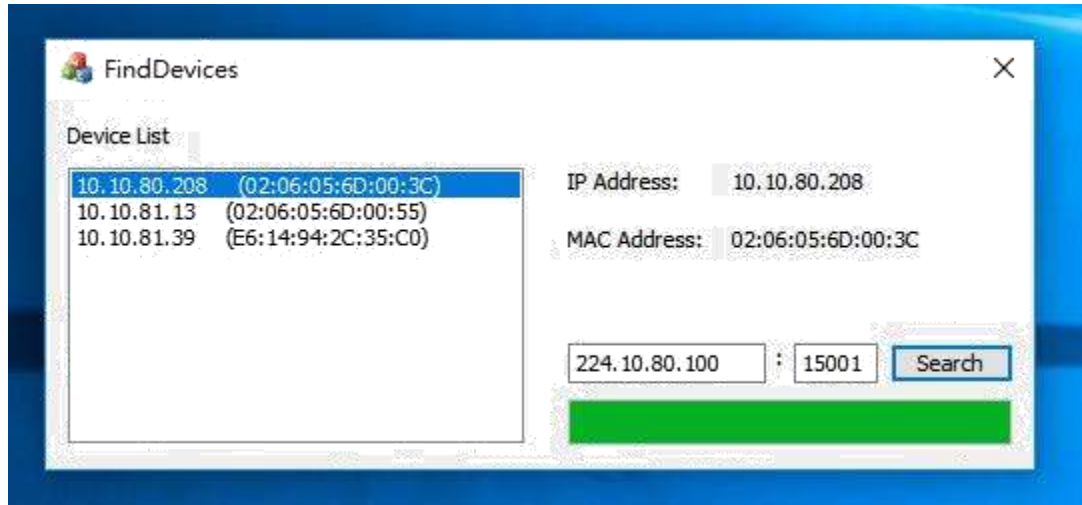 FindDevices
Device List
10.10.80.208 (02:06:05:6D:00:3C)
10.10.81.13 (02:06:05:6D:00:55)
10.10.81.39 (E6:14:94:2C:35:C0)
IP Address: 10.10.80.208
MAC Address: 02:06:05:6D:00:3C
224.10.80.100 : 15001 Search